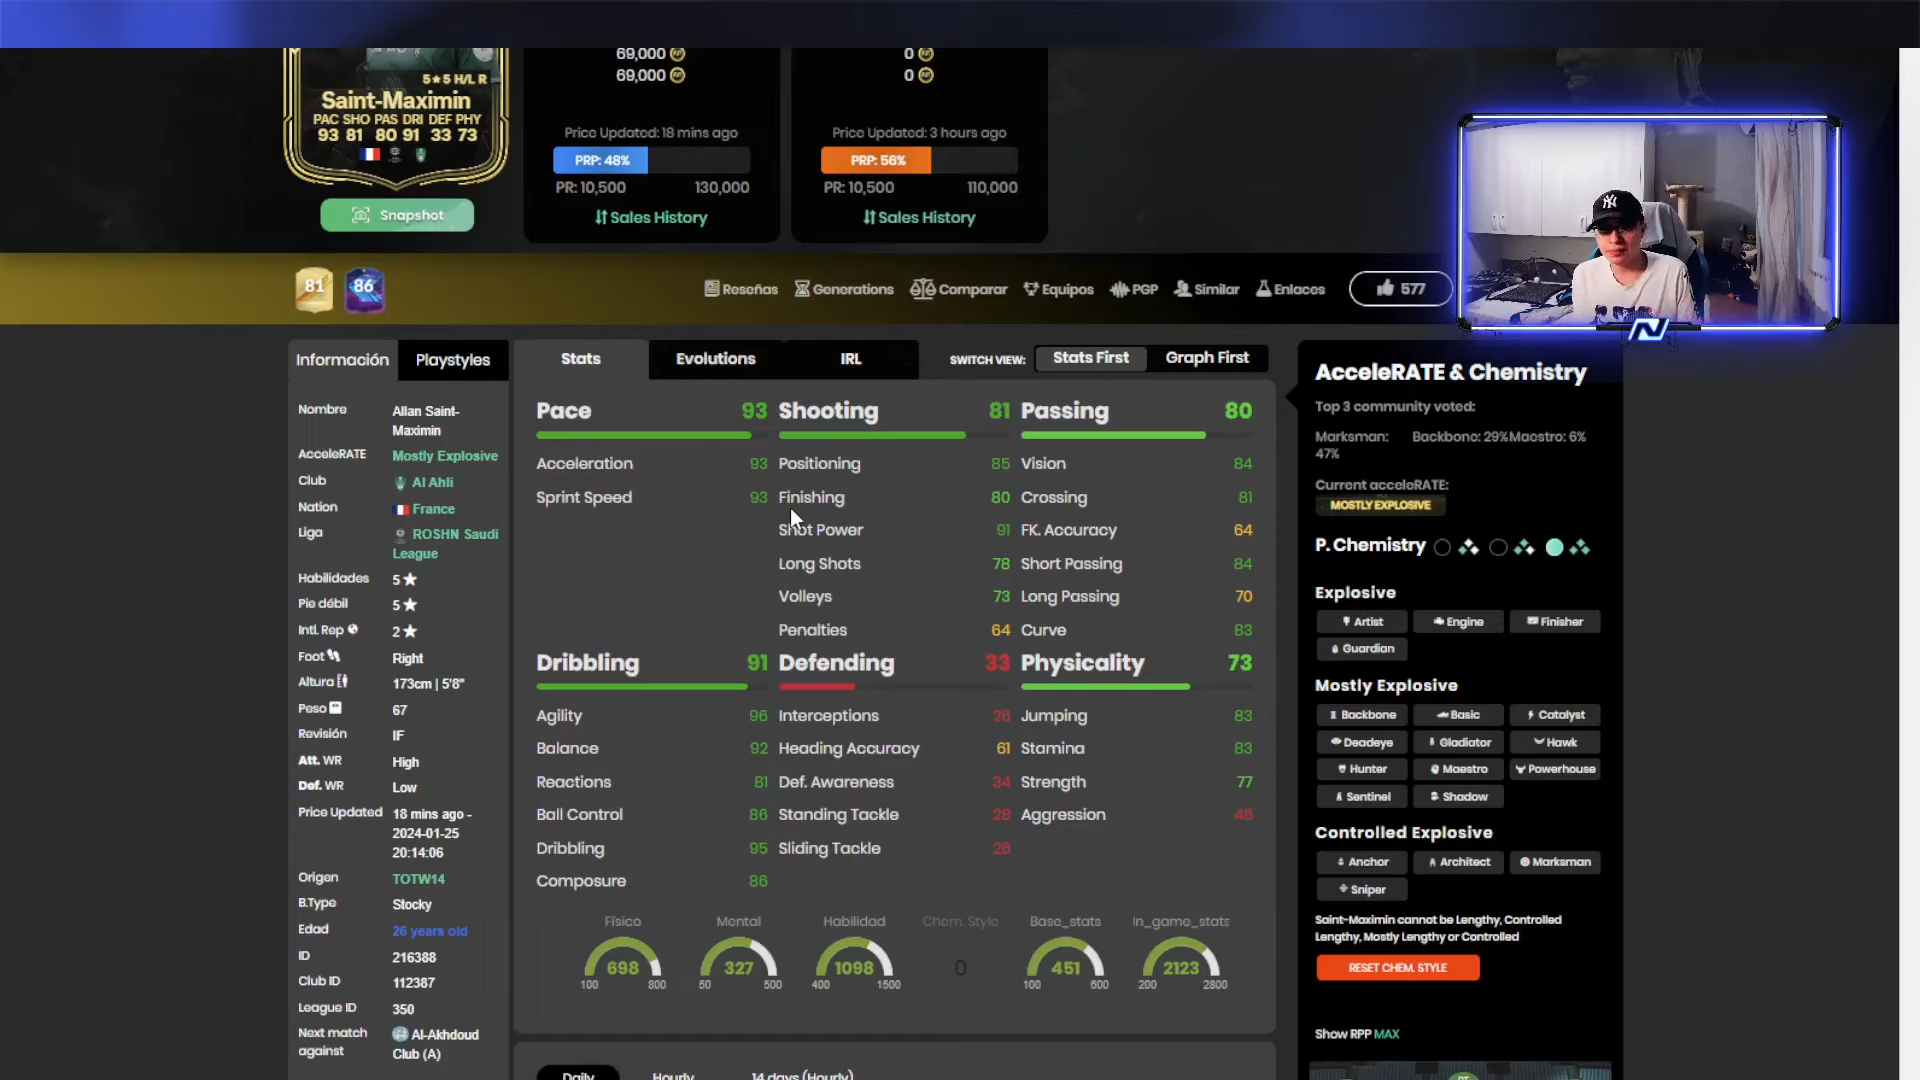 69,000
69,000
0
0
5★5 H/L R
Saint-Maximin
PAC SHO PAS DRI DEF PHY
93 81 80 91 33 73
Price Updated: 18 mins ago
PRP: 48%
PR: 10,500 130,000
Sales History
Price Updated: 3 hours ago
PRP: 56%
PR: 10,500 110,000
Sales History
Snapshot
81
86
Reseñas Generations Comparar Equipos PGP Similar Enlaces
577
NY
Información Playstyles
Nombre Allan Saint-
Maximin
AcceleRATE Mostly Explosive
Club Al Ahli
Nation France
Liga ROSHN Saudi
League
Habilidades 5★
Pie débil 5★
Intl. Rep 2★
Foot Right
Altura 173cm | 5'8"
Peso 67
Revisión IF
Att. WR High
Def. WR Low
Price Updated 18 mins ago -
2024-01-25
20:14:06
Origen TOTW14
B.Type Stocky
Edad 26 years old
ID 216388
Club ID 112387
League ID 350
Next match Al-Akhdoud
against Club (A)
Stats Evolutions IRL
SWITCH VIEW: Stats First Graph First
Pace 93
Acceleration 93
Sprint Speed 93
Shooting 81
Positioning 85
Finishing 80
Shot Power 91
Long Shots 78
Volleys 73
Penalties 64
Passing 80
Vision 84
Crossing 81
FK. Accuracy 64
Short Passing 84
Long Passing 70
Curve 83
Dribbling 91
Agility 96
Balance 92
Reactions 81
Ball Control 86
Dribbling 95
Composure 86
Defending 33
Interceptions 26
Heading Accuracy 61
Def. Awareness 34
Standing Tackle 28
Sliding Tackle 26
Physicality 73
Jumping 83
Stamina 83
Strength 77
Aggression 46
Físico Mental Habilidad Chem. Style Base_stats In_game_stats
698 327 1098 0 451 2123
100 800 50 500 400 1500 100 600 200 2800
Daily Hourly 14 days (Hourly)
AcceleRATE & Chemistry
Top 3 community voted:
Marksman: Backbone: 29% Maestro: 6%
47%
Current acceleRATE:
MOSTLY EXPLOSIVE
P. Chemistry
Explosive
Artist Engine Finisher
Guardian
Mostly Explosive
Backbone Basic Catalyst
Deadeye Gladiator Hawk
Hunter Maestro Powerhouse
Sentinel Shadow
Controlled Explosive
Anchor Architect Marksman
Sniper
Saint-Maximin cannot be Lengthy, Controlled
Lengthy, Mostly Lengthy or Controlled
RESET CHEM. STYLE
Show RPP MAX